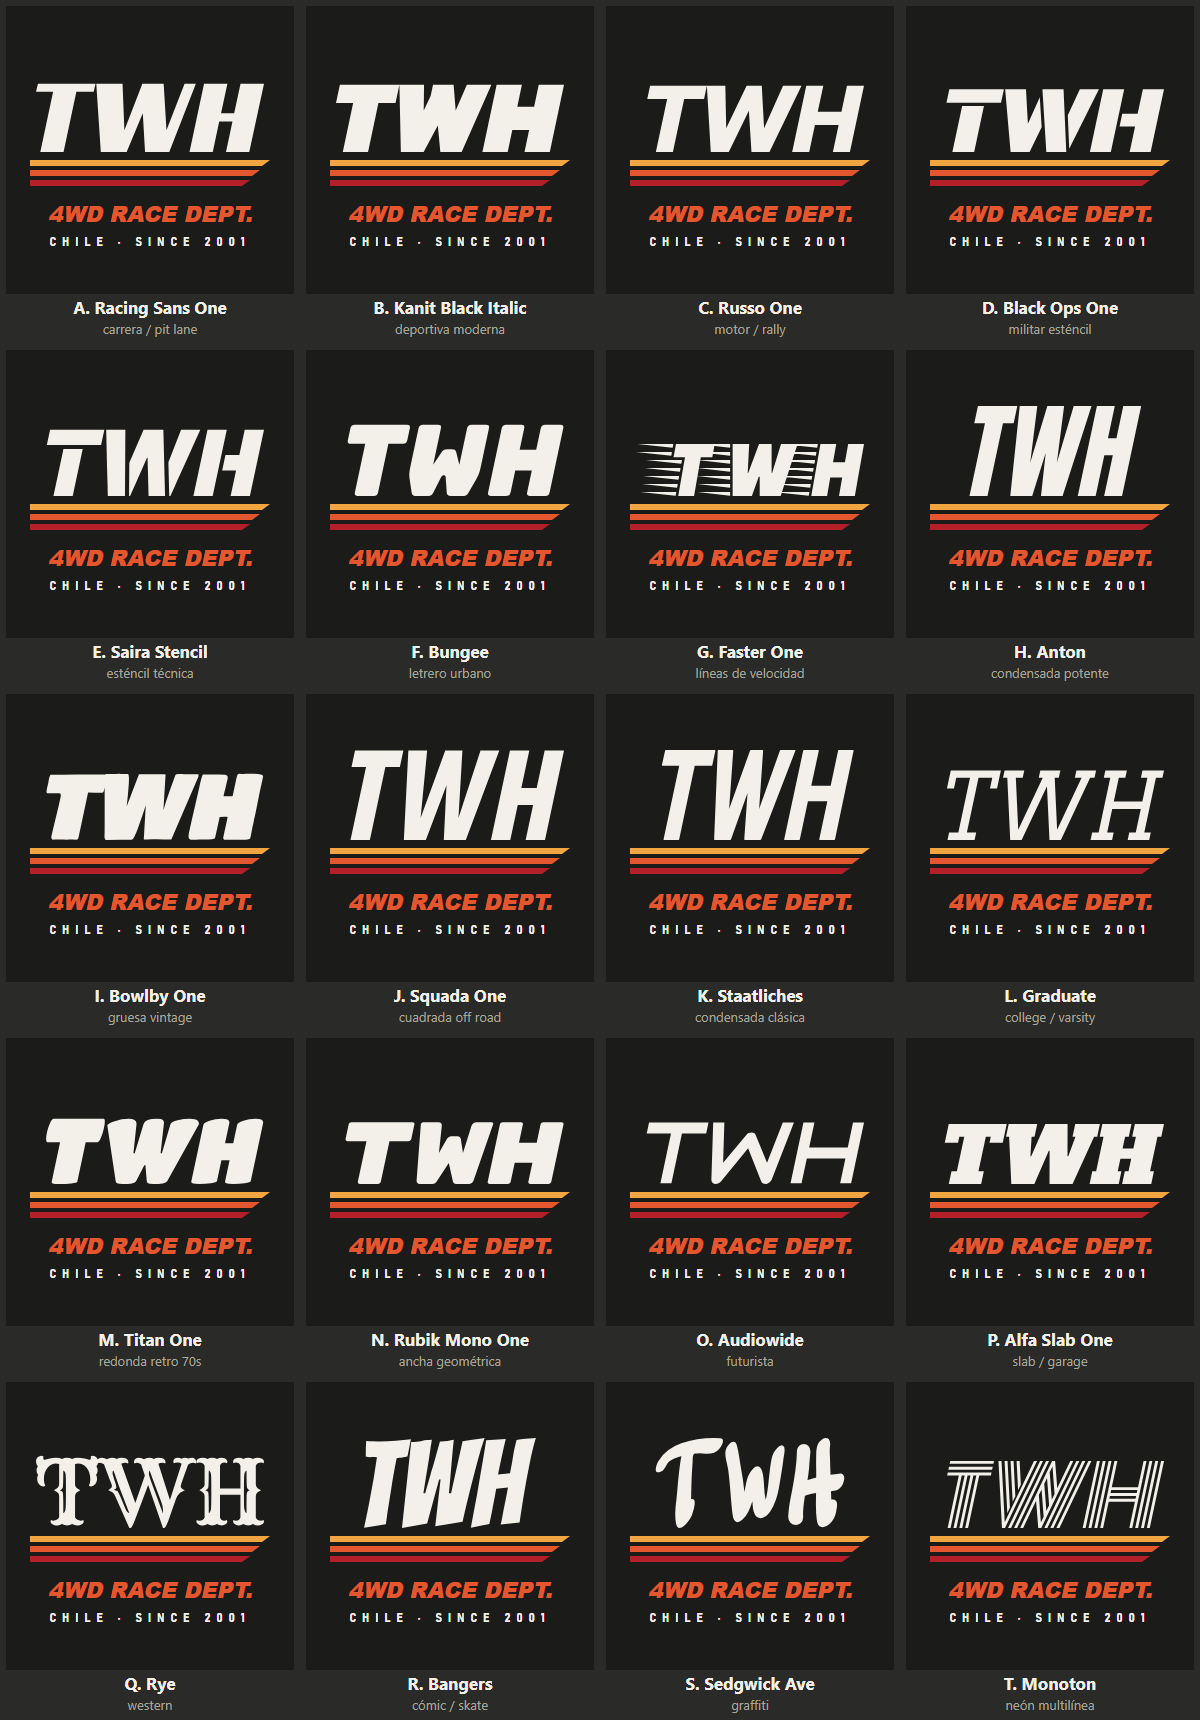 TWH
4WD RACE DEPT.
CHILE · SINCE 2001
A. Racing Sans One
carrera / pit lane
TWH
4WD RACE DEPT.
CHILE · SINCE 2001
B. Kanit Black Italic
deportiva moderna
TWH
4WD RACE DEPT.
CHILE · SINCE 2001
C. Russo One
motor / rally
TWH
4WD RACE DEPT.
CHILE · SINCE 2001
D. Black Ops One
militar esténcil
TWH
4WD RACE DEPT.
CHILE · SINCE 2001
E. Saira Stencil
esténcil técnica
TWH
4WD RACE DEPT.
CHILE · SINCE 2001
F. Bungee
letrero urbano
TWH
4WD RACE DEPT.
CHILE · SINCE 2001
G. Faster One
líneas de velocidad
TWH
4WD RACE DEPT.
CHILE · SINCE 2001
H. Anton
condensada potente
TWH
4WD RACE DEPT.
CHILE · SINCE 2001
I. Bowlby One
gruesa vintage
TWH
4WD RACE DEPT.
CHILE · SINCE 2001
J. Squada One
cuadrada off road
TWH
4WD RACE DEPT.
CHILE · SINCE 2001
K. Staatliches
condensada clásica
TWH
4WD RACE DEPT.
CHILE · SINCE 2001
L. Graduate
college / varsity
TWH
4WD RACE DEPT.
CHILE · SINCE 2001
M. Titan One
redonda retro 70s
TWH
4WD RACE DEPT.
CHILE · SINCE 2001
N. Rubik Mono One
ancha geométrica
TWH
4WD RACE DEPT.
CHILE · SINCE 2001
O. Audiowide
futurista
TWH
4WD RACE DEPT.
CHILE · SINCE 2001
P. Alfa Slab One
slab / garage
TWH
4WD RACE DEPT.
CHILE · SINCE 2001
Q. Rye
western
TWH
4WD RACE DEPT.
CHILE · SINCE 2001
R. Bangers
cómic / skate
TWH
4WD RACE DEPT.
CHILE · SINCE 2001
S. Sedgwick Ave
graffiti
TWH
4WD RACE DEPT.
CHILE · SINCE 2001
T. Monoton
neón multilínea